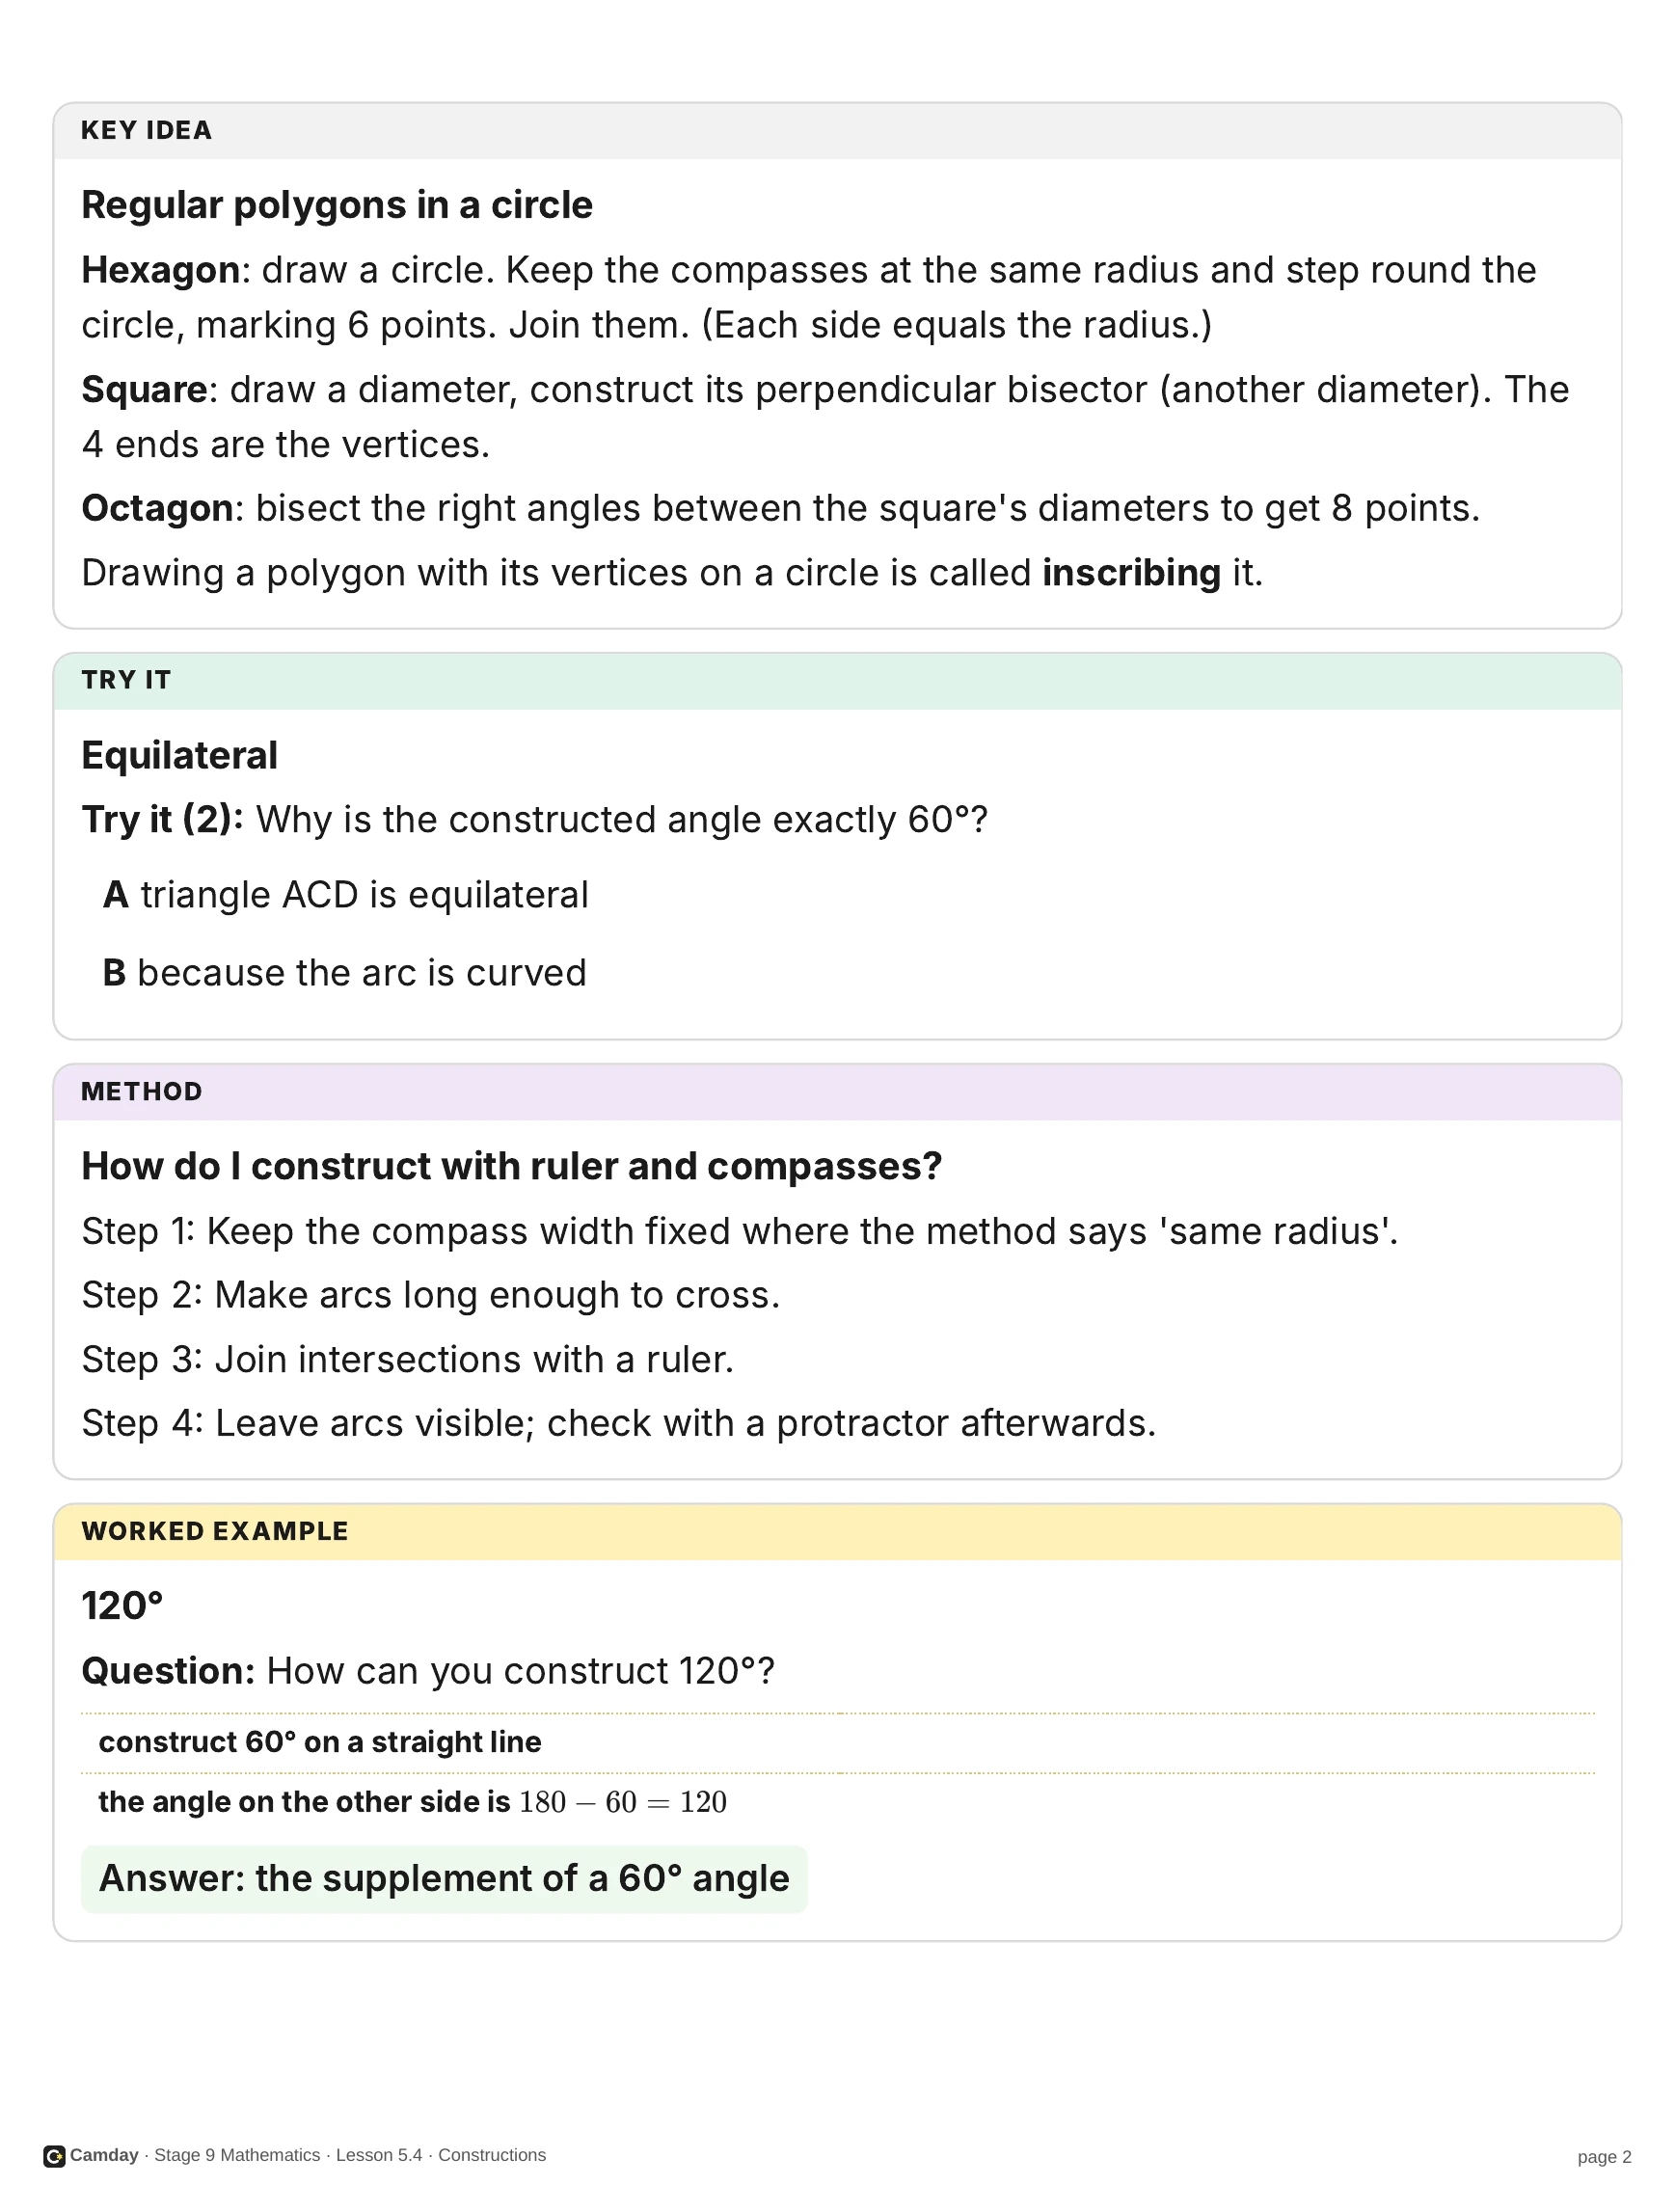 KEY IDEA
Regular polygons in a circle
Hexagon: draw a circle. Keep the compasses at the same radius and step round the
circle, marking 6 points. Join them. (Each side equals the radius.)
Square: draw a diameter, construct its perpendicular bisector (another diameter). The
4 ends are the vertices.
Octagon: bisect the right angles between the square's diameters to get 8 points.
Drawing a polygon with its vertices on a circle is called inscribing it.
TRY IT
Equilateral
Try it (2): Why is the constructed angle exactly 60°?
A triangle ACD is equilateral
B because the arc is curved
METHOD
How do I construct with ruler and compasses?
Step 1: Keep the compass width fixed where the method says 'same radius'.
Step 2: Make arcs long enough to cross.
Step 3: Join intersections with a ruler.
Step 4: Leave arcs visible; check with a protractor afterwards.
WORKED EXAMPLE
120°
Question: How can you construct 120°?
construct 60° on a straight line
the angle on the other side is 180 − 60 = 120
Answer: the supplement of a 60° angle
Camday · Stage 9 Mathematics · Lesson 5.4 · Constructions
page 2